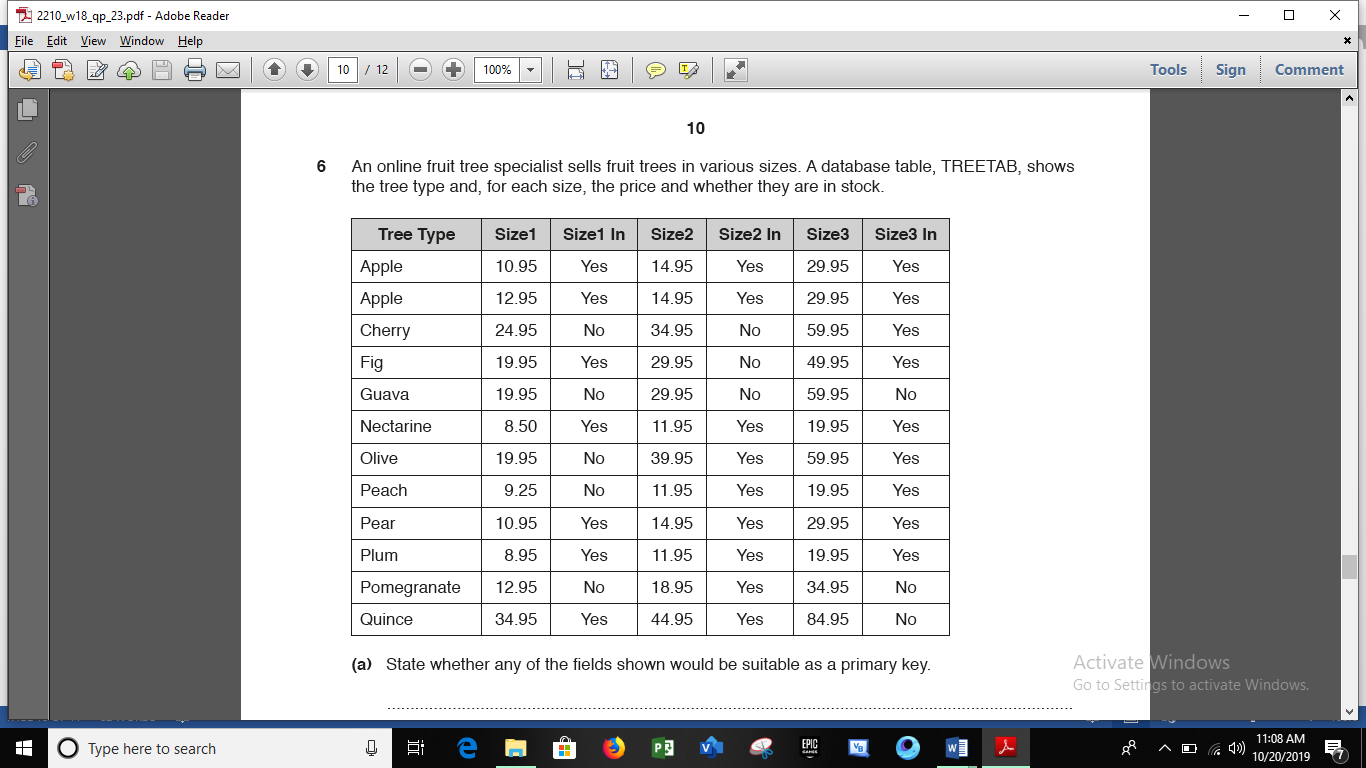 2210_w18_qp_23.pdf - Adobe Reader
File Edit View Window Help
10 / 12 100% Tools Sign Comment
10
6 An online fruit tree specialist sells fruit trees in various sizes. A database table, TREETAB, shows
the tree type and, for each size, the price and whether they are in stock.
Tree Type Size1 Size1 In Size2 Size2 In Size3 Size3 In
Apple 10.95 Yes 14.95 Yes 29.95 Yes
Apple 12.95 Yes 14.95 Yes 29.95 Yes
Cherry 24.95 No 34.95 No 59.95 Yes
Fig 19.95 Yes 29.95 No 49.95 Yes
Guava 19.95 No 29.95 No 59.95 No
Nectarine 8.50 Yes 11.95 Yes 19.95 Yes
Olive 19.95 No 39.95 Yes 59.95 Yes
Peach 9.25 No 11.95 Yes 19.95 Yes
Pear 10.95 Yes 14.95 Yes 29.95 Yes
Plum 8.95 Yes 11.95 Yes 19.95 Yes
Pomegranate 12.95 No 18.95 Yes 34.95 No
Quince 34.95 Yes 44.95 Yes 84.95 No
(a) State whether any of the fields shown would be suitable as a primary key.
Activate Windows
Go to Settings to activate Windows.
Type here to search
EPIC GAMES
11:08 AM
10/20/2019
7